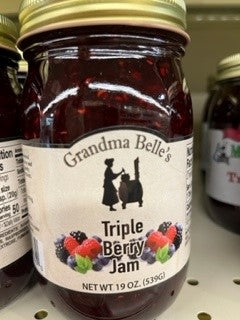 Grandma Belle's
Triple
Berry
Jam
NET WT 19 OZ. (539G)